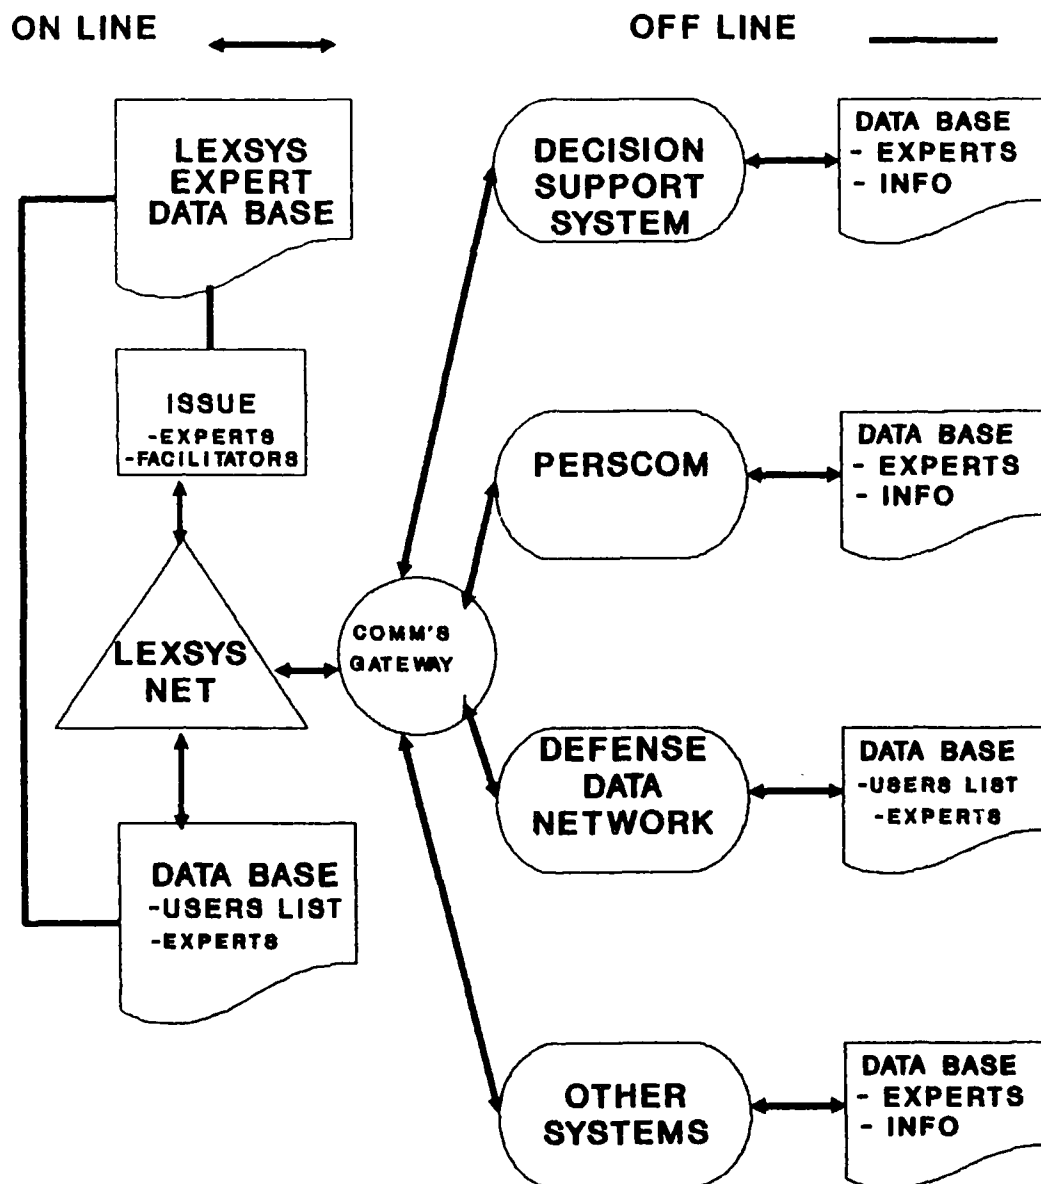 ON LINE
OFF LINE
LEXSYS
EXPERT
DATA BASE
ISSUE
-EXPERTS
-FACILITATORS
LEXSYS
NET
DATA BASE
-USERS LIST
-EXPERTS
COMM'S
GATEWAY
DECISION
SUPPORT
SYSTEM
DATA BASE
- EXPERTS
- INFO
PERSCOM
DATA BASE
- EXPERTS
- INFO
DEFENSE
DATA
NETWORK
DATA BASE
-USERS LIST
-EXPERTS
OTHER
SYSTEMS
DATA BASE
- EXPERTS
- INFO